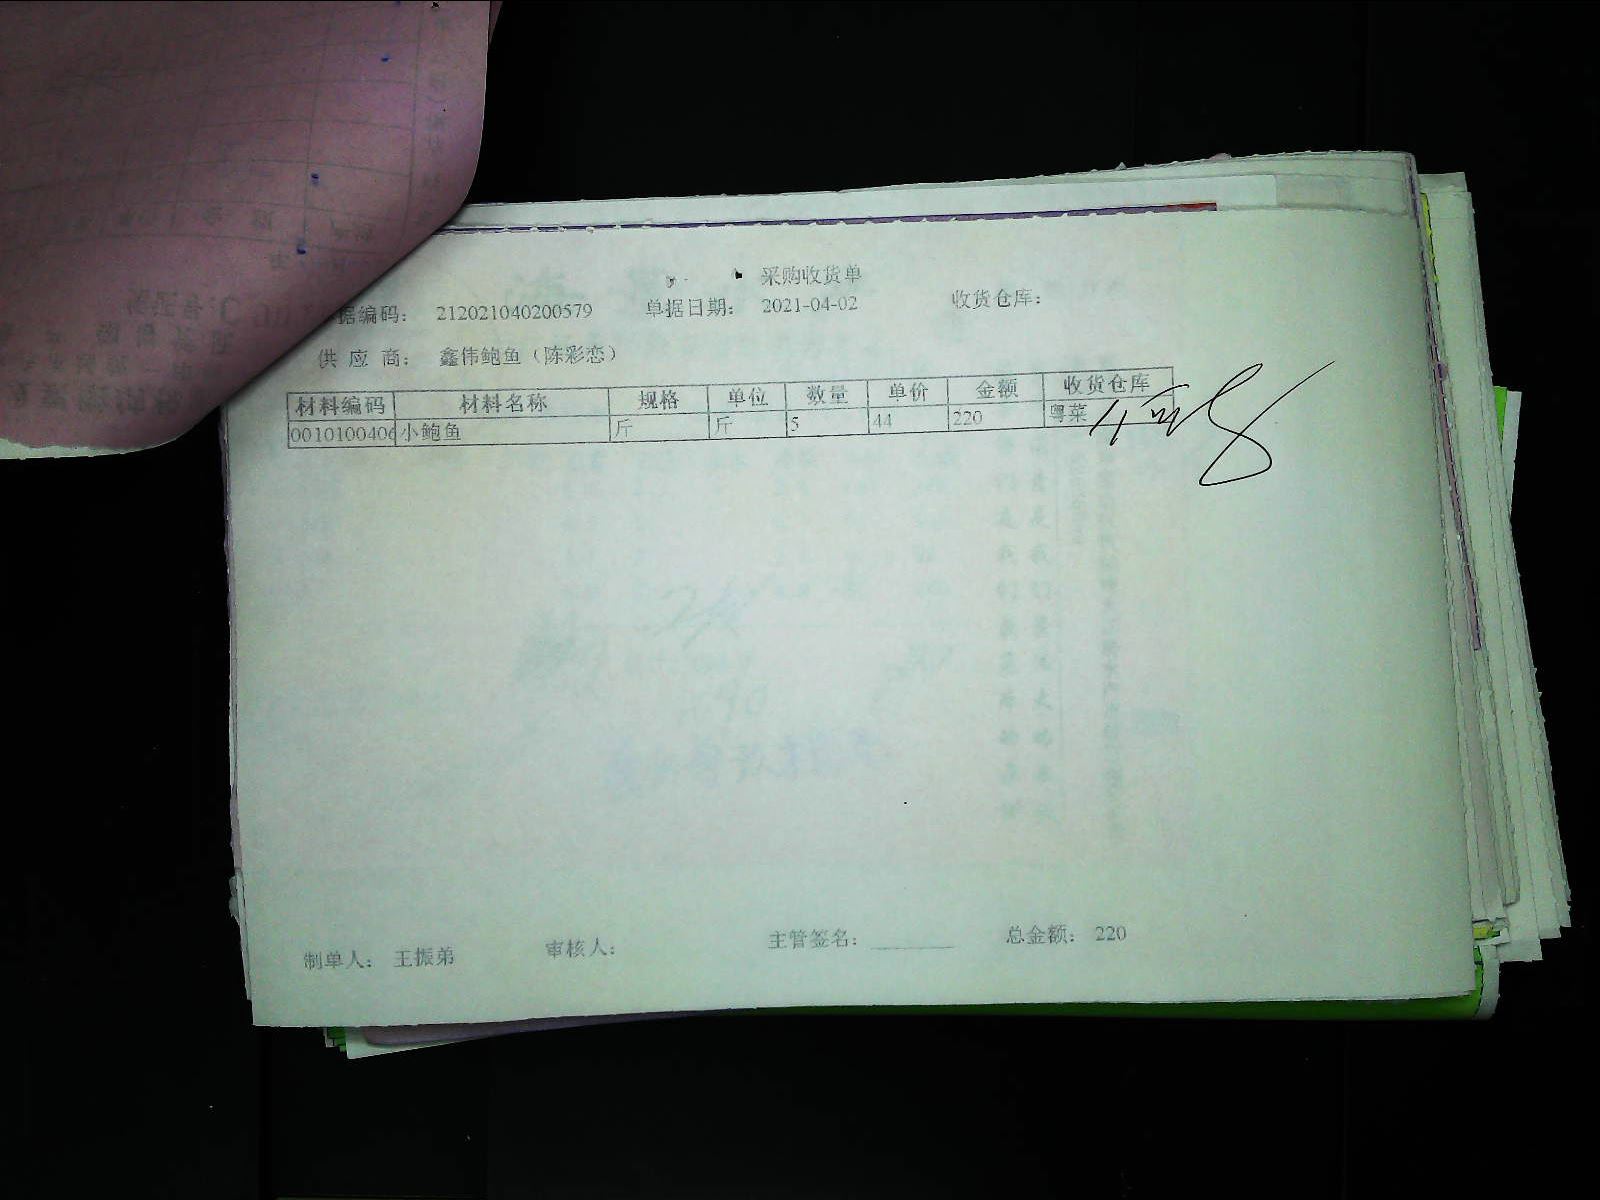 采购收货单
据编码： 212021040200579 单据日期： 2021-04-02 收货仓库：
供 应 商： 鑫伟鲍鱼（陈彩恋）
材料编码 材料名称 规格 单位 数量 单价 金额 收货仓库
0010100406 小鲍鱼 斤 斤 5 44 220 粤菜
制单人： 王振弟 审核人： 主管签名： 总金额： 220